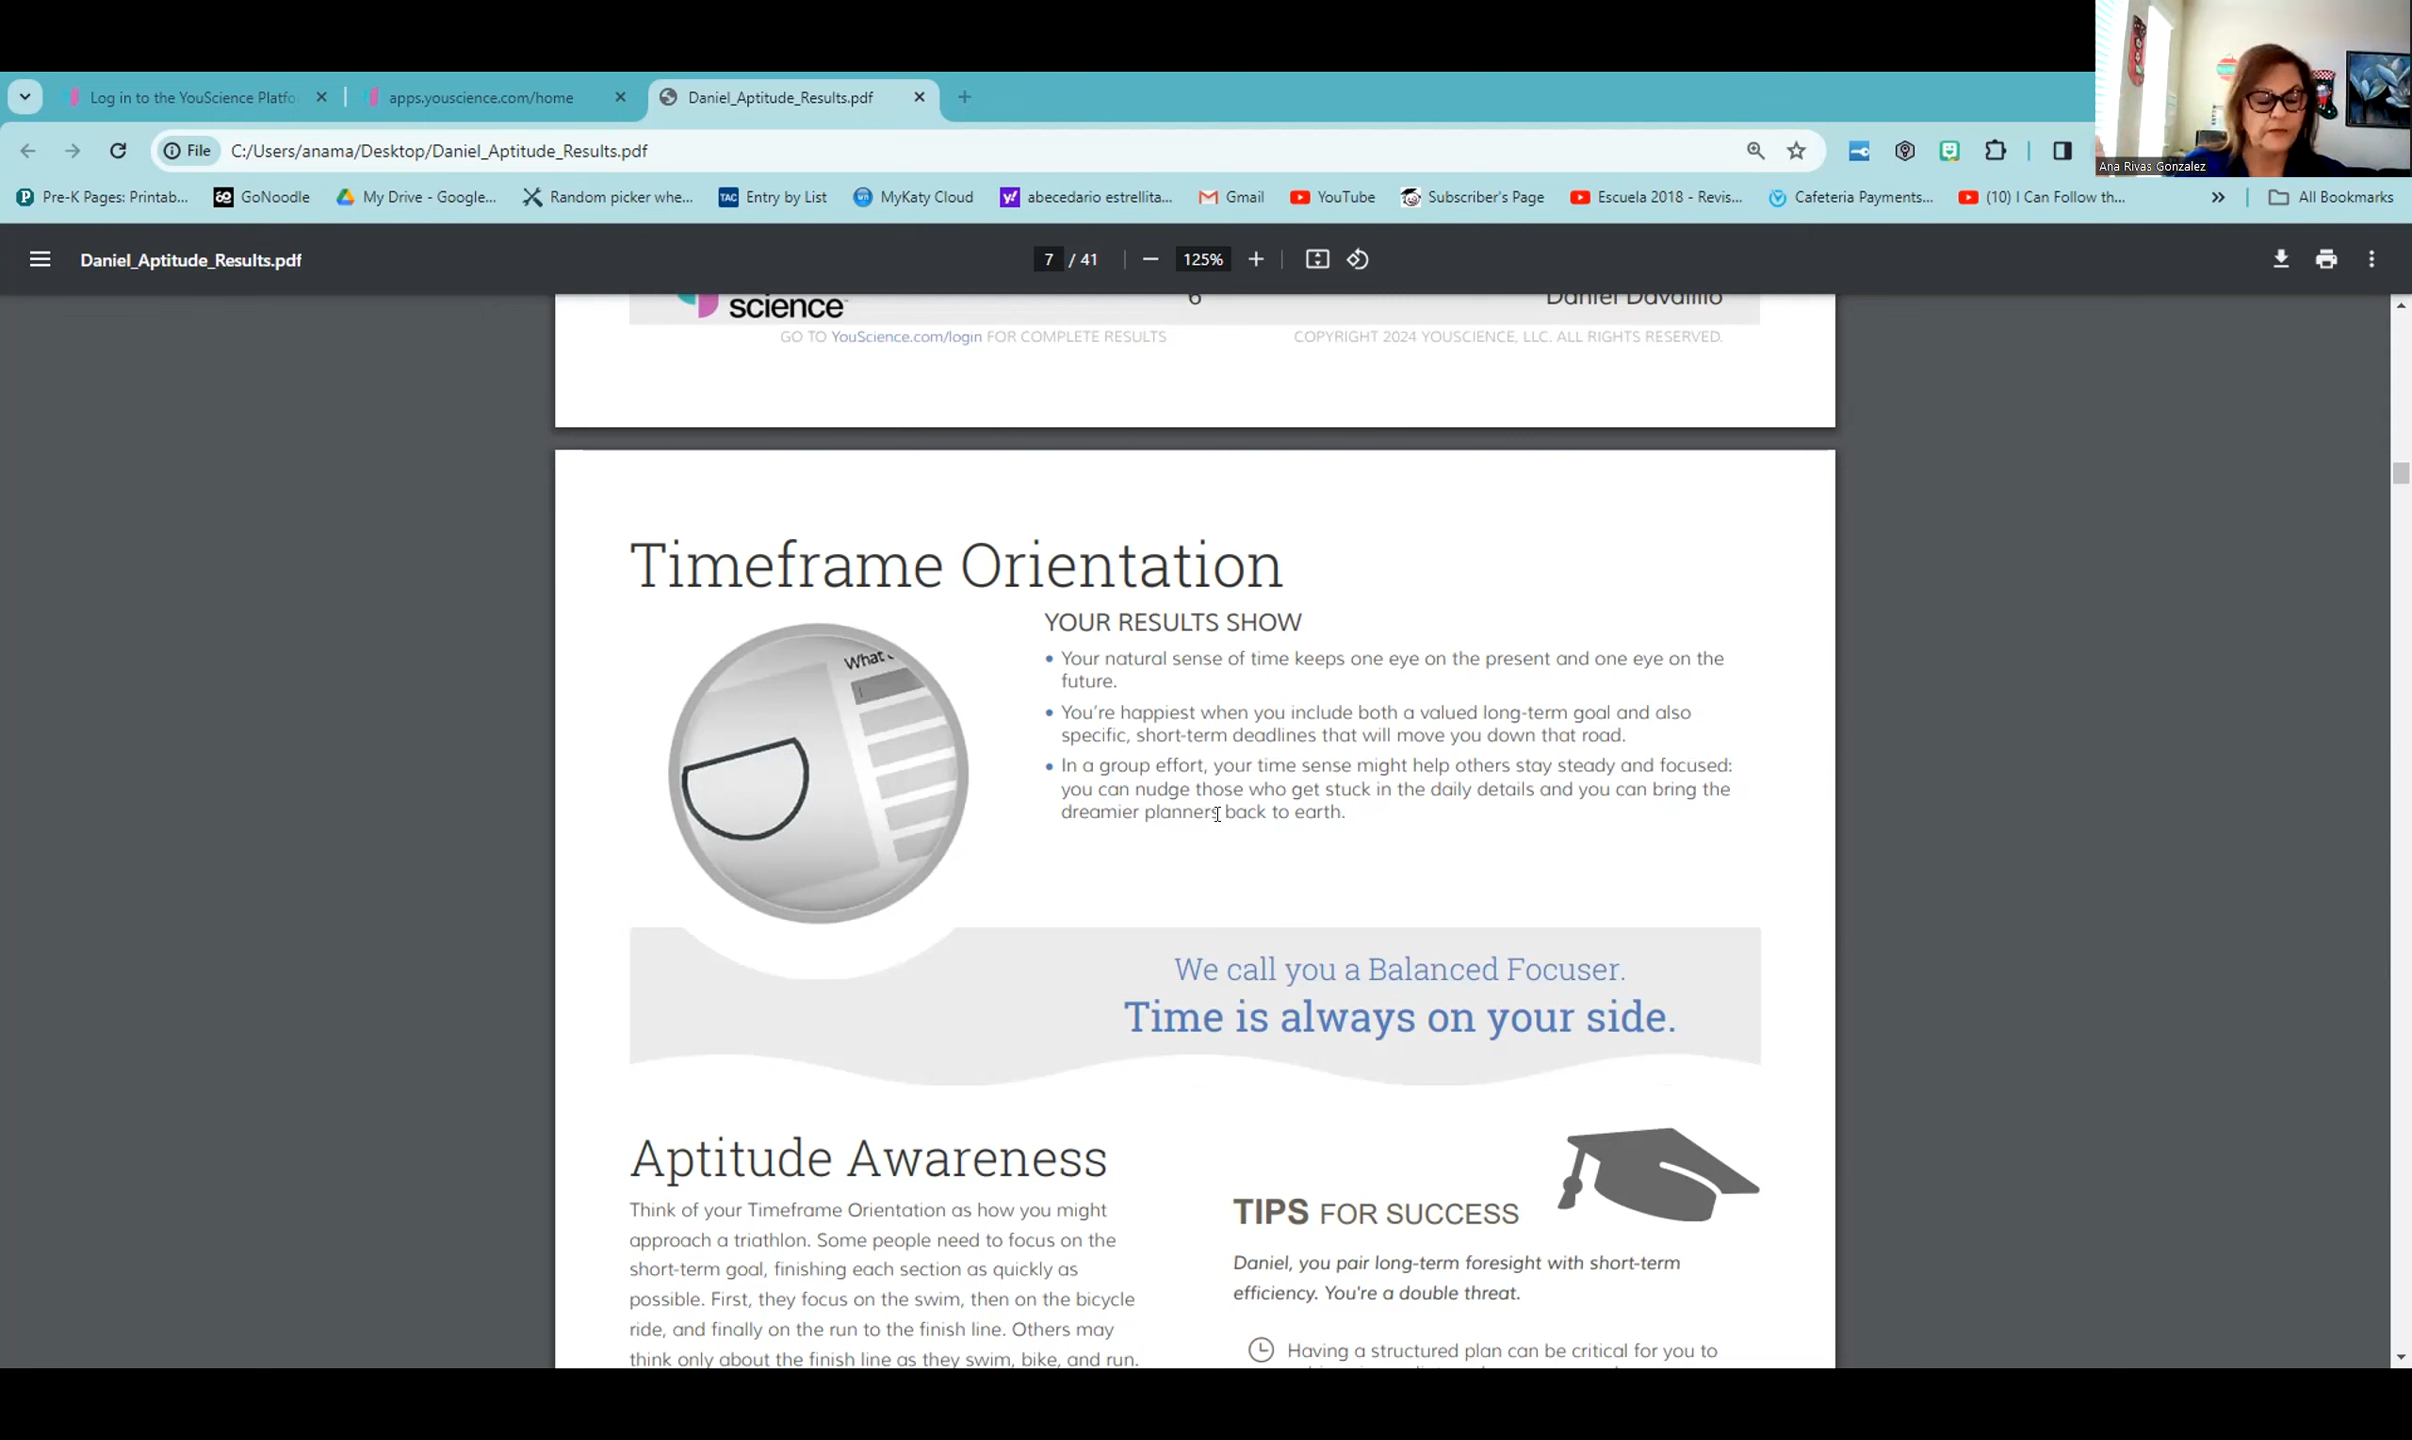 Log in to the YouScience Platfo
apps.youscience.com/home
Daniel_Aptitude_Results.pdf
File
C:/Users/anama/Desktop/Daniel_Aptitude_Results.pdf
Ana Rivas Gonzalez
Pre-K Pages: Printab...
GoNoodle
My Drive - Google...
Random picker whe...
TAC Entry by List
MyKaty Cloud
abecedario estrellita...
Gmail
YouTube
Subscriber's Page
Escuela 2018 - Revis...
Cafeteria Payments...
(10) I Can Follow th...
All Bookmarks
Daniel_Aptitude_Results.pdf
7 / 41
125%
science
6
Daniel Davalillo
GO TO YouScience.com/login FOR COMPLETE RESULTS
COPYRIGHT 2024 YOUSCIENCE, LLC. ALL RIGHTS RESERVED.
Timeframe Orientation
What
YOUR RESULTS SHOW
• Your natural sense of time keeps one eye on the present and one eye on the
future.
• You're happiest when you include both a valued long-term goal and also
specific, short-term deadlines that will move you down that road.
• In a group effort, your time sense might help others stay steady and focused:
you can nudge those who get stuck in the daily details and you can bring the
dreamier planners back to earth.
We call you a Balanced Focuser.
Time is always on your side.
Aptitude Awareness
Think of your Timeframe Orientation as how you might
approach a triathlon. Some people need to focus on the
short-term goal, finishing each section as quickly as
possible. First, they focus on the swim, then on the bicycle
ride, and finally on the run to the finish line. Others may
think only about the finish line as they swim, bike, and run.
TIPS FOR SUCCESS
Daniel, you pair long-term foresight with short-term
efficiency. You're a double threat.
Having a structured plan can be critical for you to